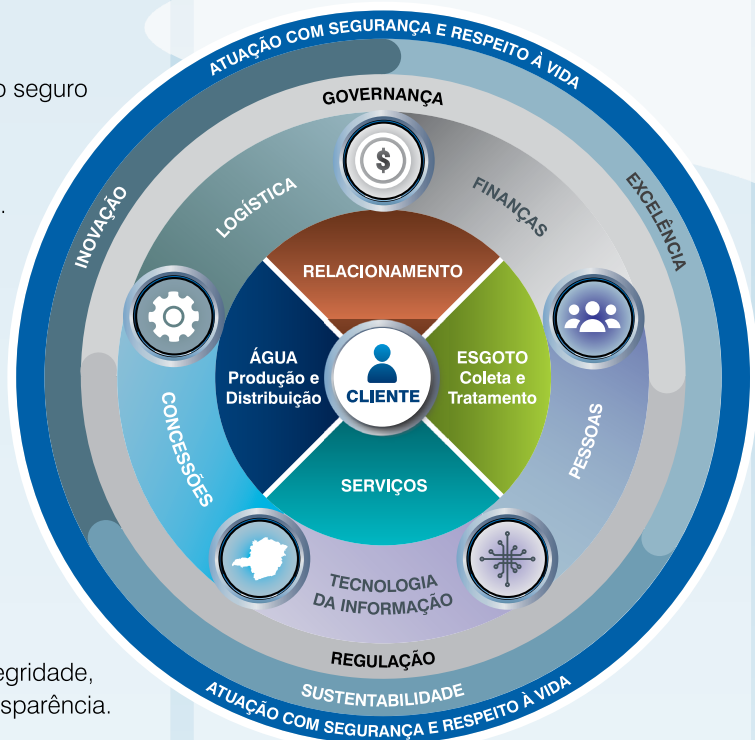 ATUAÇÃO COM SEGURANÇA E RESPEITO À VIDA
o seguro
GOVERNANÇA
INOVAÇÃO
EXCELÊNCIA
LOGÍSTICA
$
FINANÇAS
.
RELACIONAMENTO
ÁGUA
Produção e
Distribuição
CLIENTE
ESGOTO
Coleta e
Tratamento
CONCESSÕES
PESSOAS
SERVIÇOS
TECNOLOGIA
DA INFORMAÇÃO
REGULAÇÃO
egridade,
SUSTENTABILIDADE
sparência.
ATUAÇÃO COM SEGURANÇA E RESPEITO À VIDA